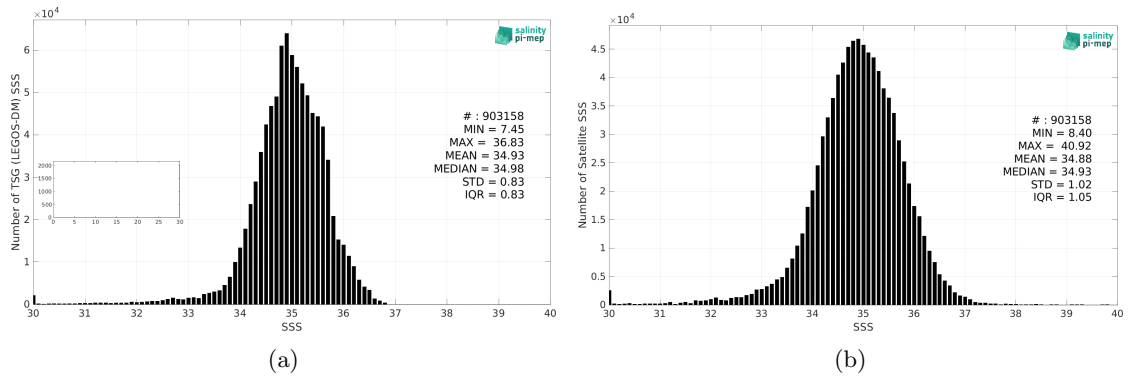 ×10⁴
salinity
pi-mep
Number of TSG (LEGOS-DM) SSS
6
5
4
3
2
1
0
# : 903158
MIN = 7.45
MAX = 36.83
MEAN = 34.93
MEDIAN = 34.98
STD = 0.83
IQR = 0.83
2000
1500
1000
500
0
0 5 10 15 20 25 30
30 31 32 33 34 35 36 37 38 39 40
SSS
(a)
×10⁴
salinity
pi-mep
Number of Satellite SSS
4.5
4
3.5
3
2.5
2
1.5
1
0.5
0
# : 903158
MIN = 8.40
MAX = 40.92
MEAN = 34.88
MEDIAN = 34.93
STD = 1.02
IQR = 1.05
30 31 32 33 34 35 36 37 38 39 40
SSS
(b)